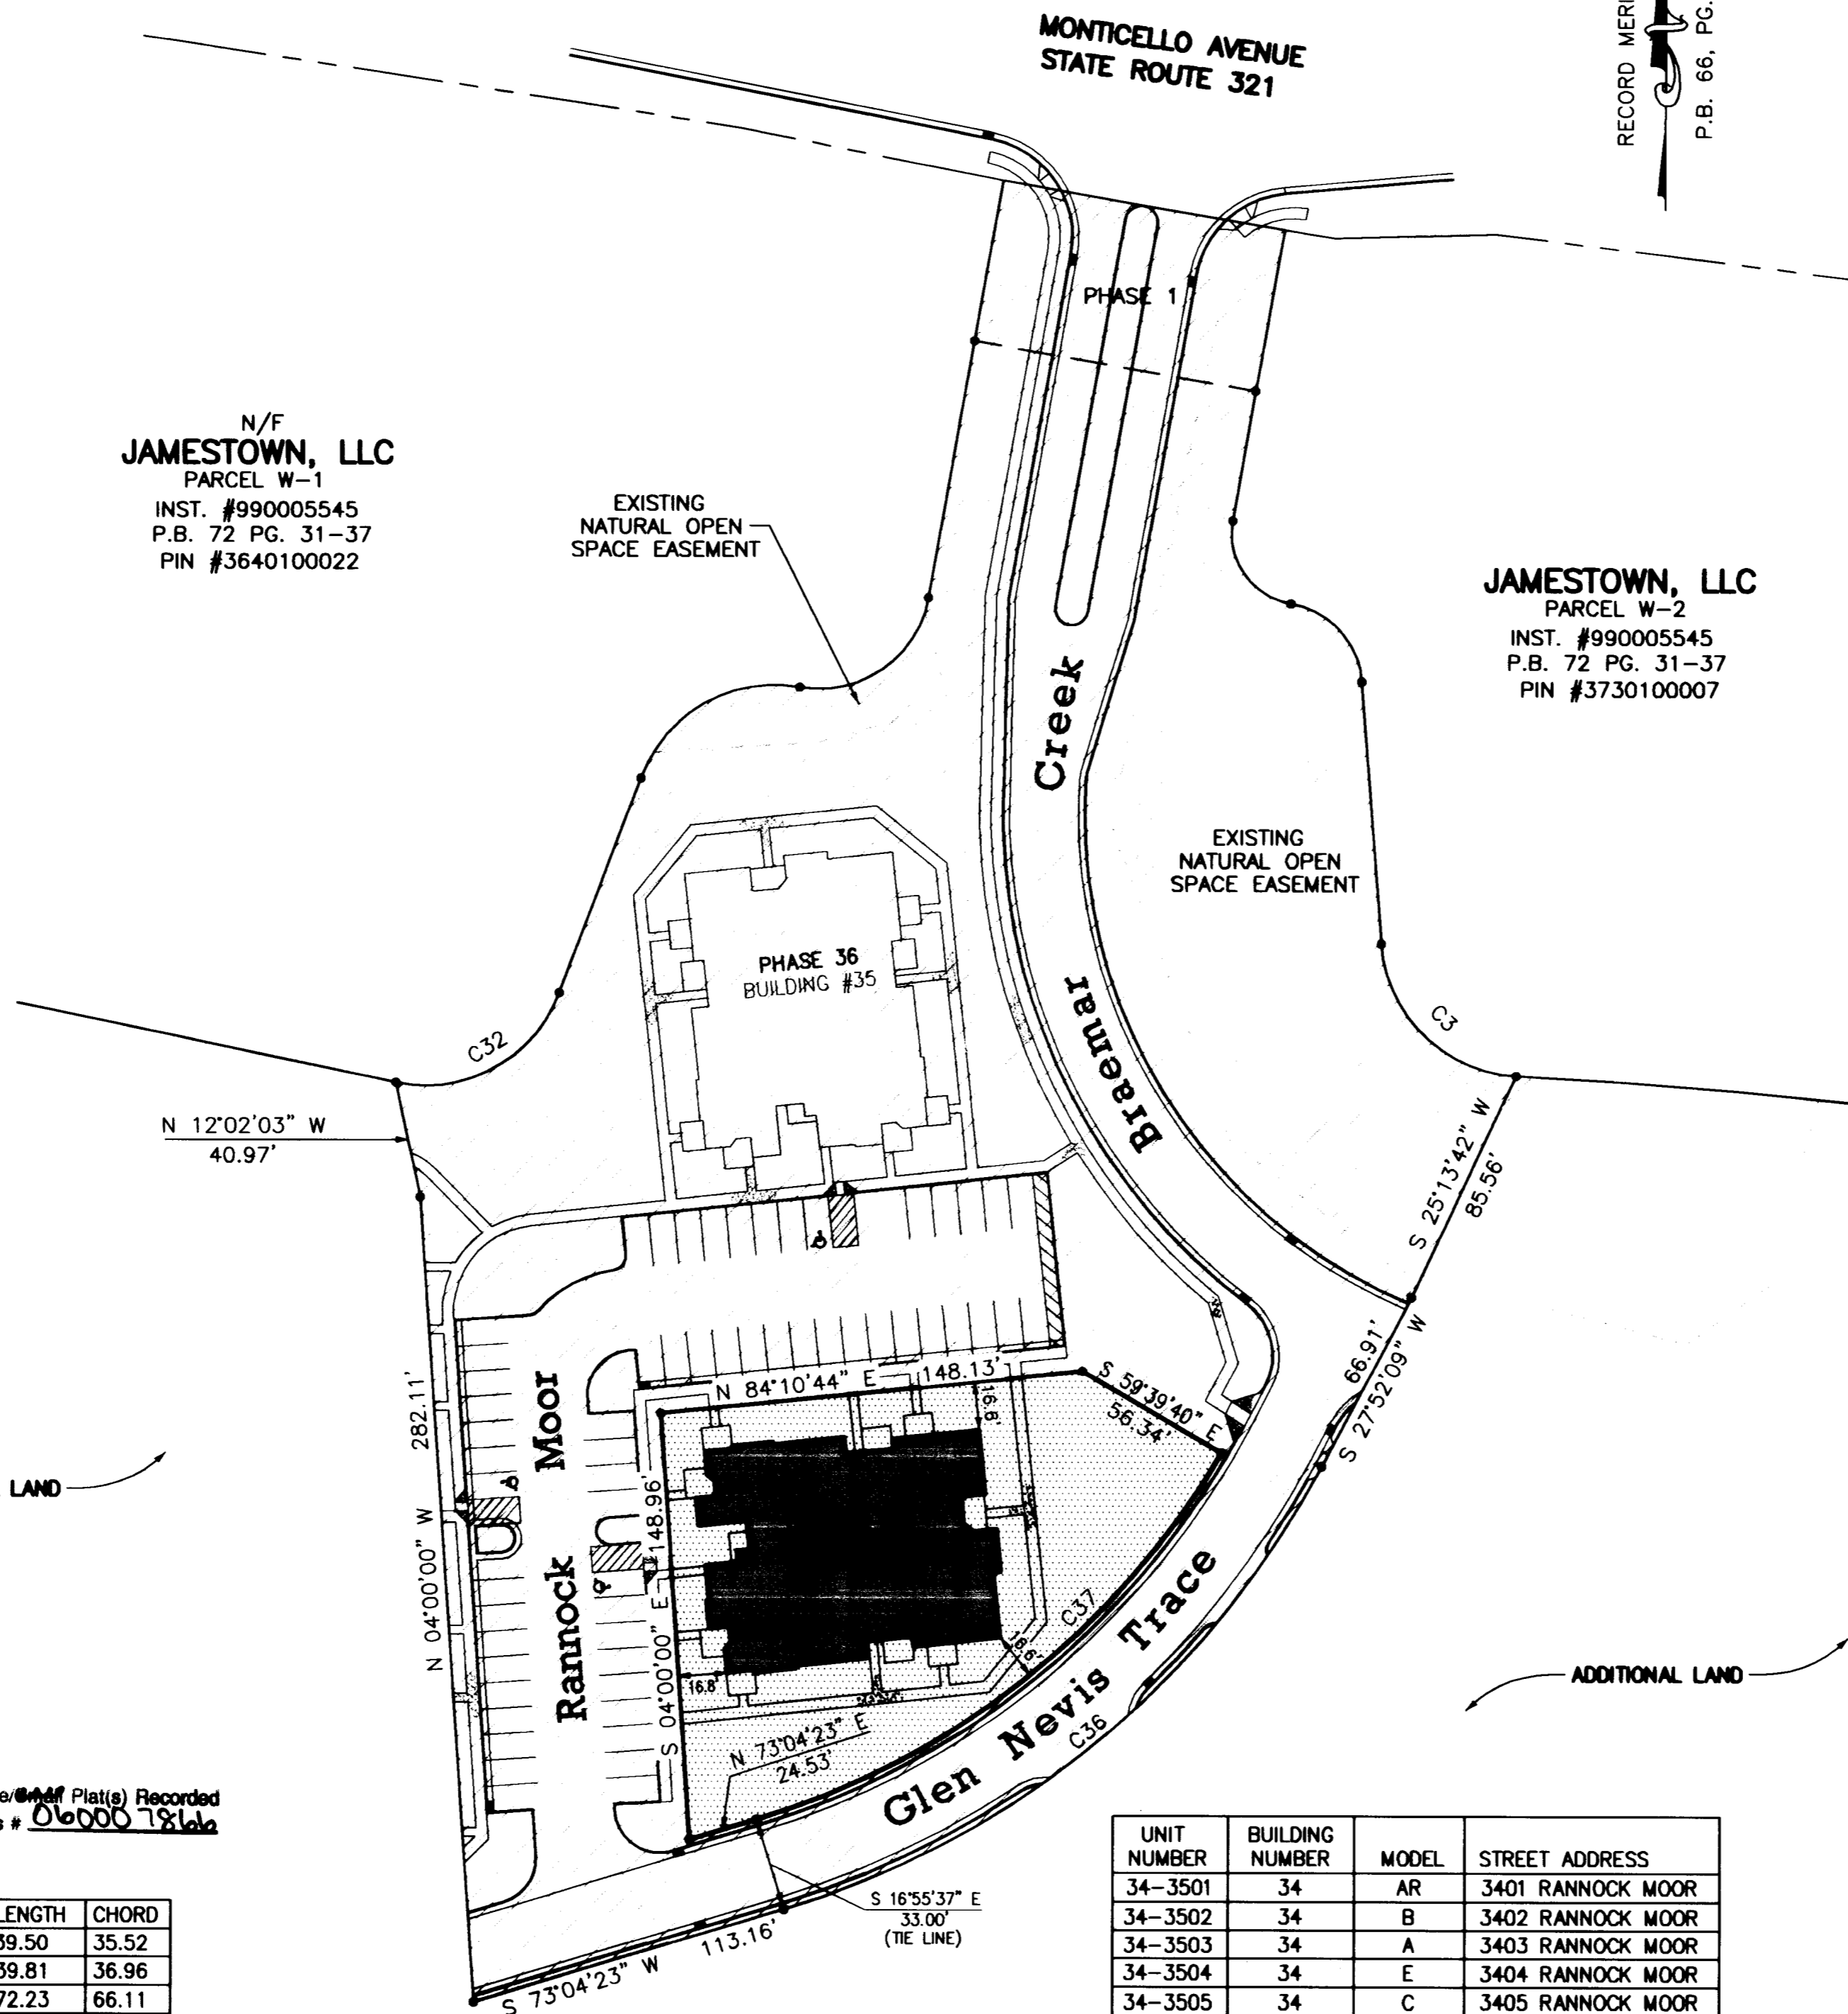 MONTICELLO AVENUE
STATE ROUTE 321
P.B. 66, PG.
PHASE 1
N/F
JAMESTOWN, LLC
PARCEL W-1
INST. #990005545
P.B. 72 PG. 31-37
PIN #3640100022
EXISTING
NATURAL OPEN
SPACE EASEMENT
JAMESTOWN, LLC
PARCEL W-2
INST. #990005545
P.B. 72 PG. 31-37
PIN #3730100007
Braemar Creek
EXISTING
NATURAL OPEN
SPACE EASEMENT
PHASE 36
BUILDING #35
C32
C3
N 12°02'03" W
40.97'
S 25°13'42" W
85.56'
66.91'
S 27°52'09" W
N 84°10'44" E 148.13'
S 59°39'40" E
56.34'
16.6'
282.11'
N 04°00'00" W
LAND
Rannock Moor
S 04°00'00" E 148.96'
16.8'
16.6'
C37
Glen Nevis Trace
C36
ADDITIONAL LAND
N 73°04'23" E
24.53'
S 16°55'37" E
33.00'
(TIE LINE)
113.16'
S 73°04'23" W
Plat(s) Recorded
# 060007866
LENGTH CHORD
39.50 35.52
39.81 36.96
72.23 66.11
UNIT NUMBER BUILDING NUMBER MODEL STREET ADDRESS
34-3501 34 AR 3401 RANNOCK MOOR
34-3502 34 B 3402 RANNOCK MOOR
34-3503 34 A 3403 RANNOCK MOOR
34-3504 34 E 3404 RANNOCK MOOR
34-3505 34 C 3405 RANNOCK MOOR